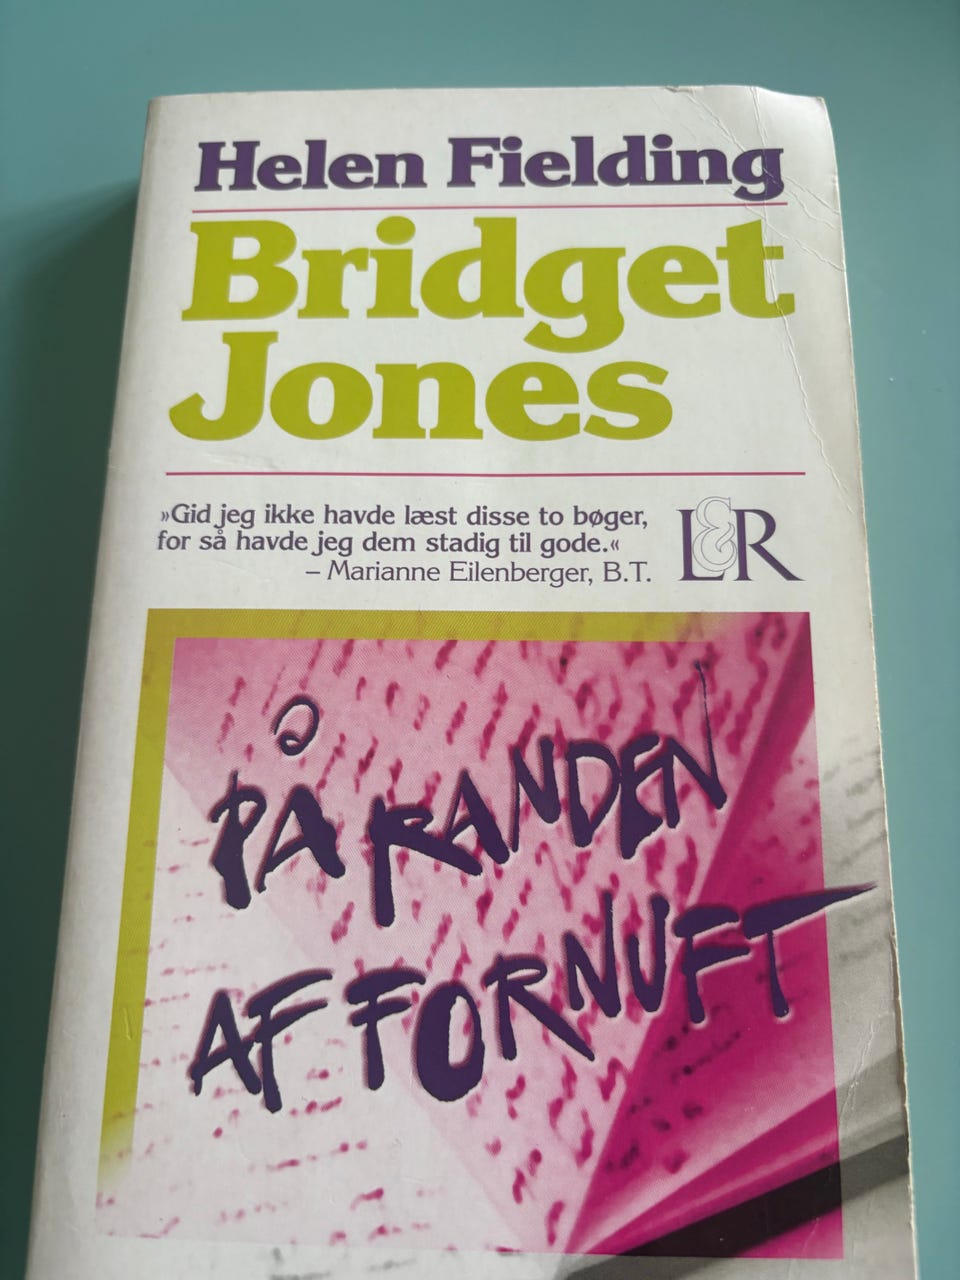 Helen Fielding
Bridget
Jones
»Gid jeg ikke havde læst disse to bøger,
for så havde jeg dem stadig til gode.«
– Marianne Eilenberger, B.T.
L&R
PÅ RANDEN
AF FORNUFT